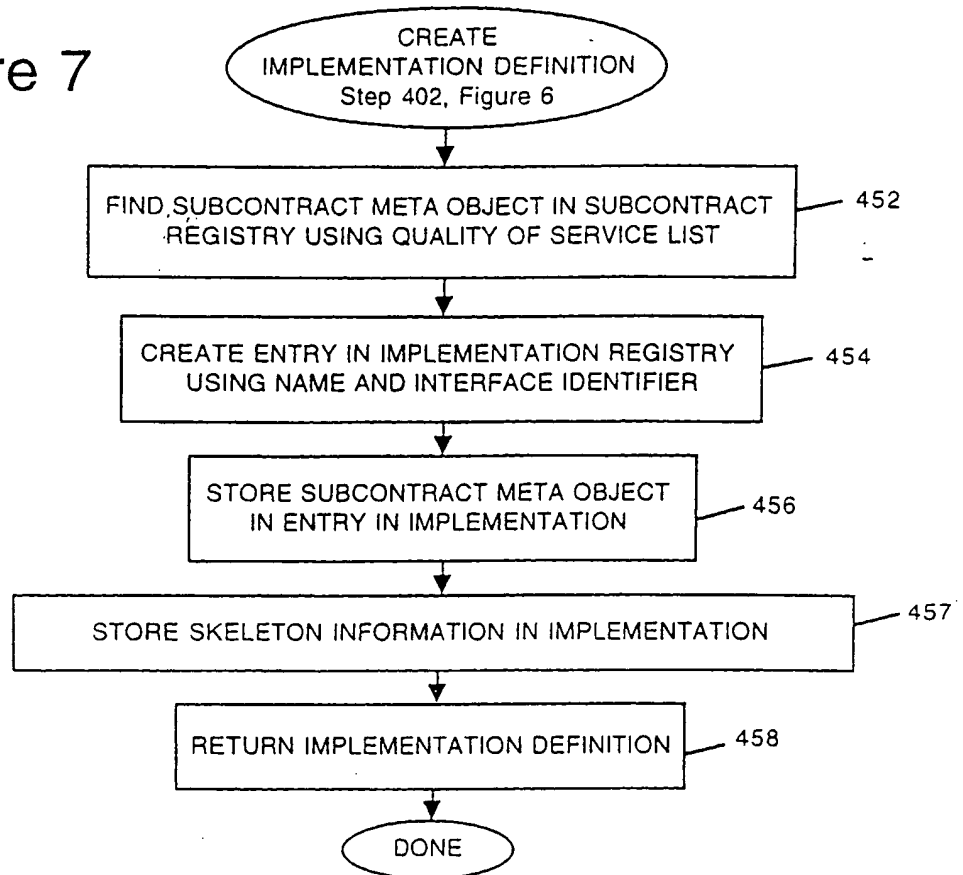 re 7
CREATE
IMPLEMENTATION DEFINITION
Step 402, Figure 6
FIND SUBCONTRACT META OBJECT IN SUBCONTRACT
REGISTRY USING QUALITY OF SERVICE LIST
452
CREATE ENTRY IN IMPLEMENTATION REGISTRY
USING NAME AND INTERFACE IDENTIFIER
454
STORE SUBCONTRACT META OBJECT
IN ENTRY IN IMPLEMENTATION
456
STORE SKELETON INFORMATION IN IMPLEMENTATION
457
RETURN IMPLEMENTATION DEFINITION
458
DONE